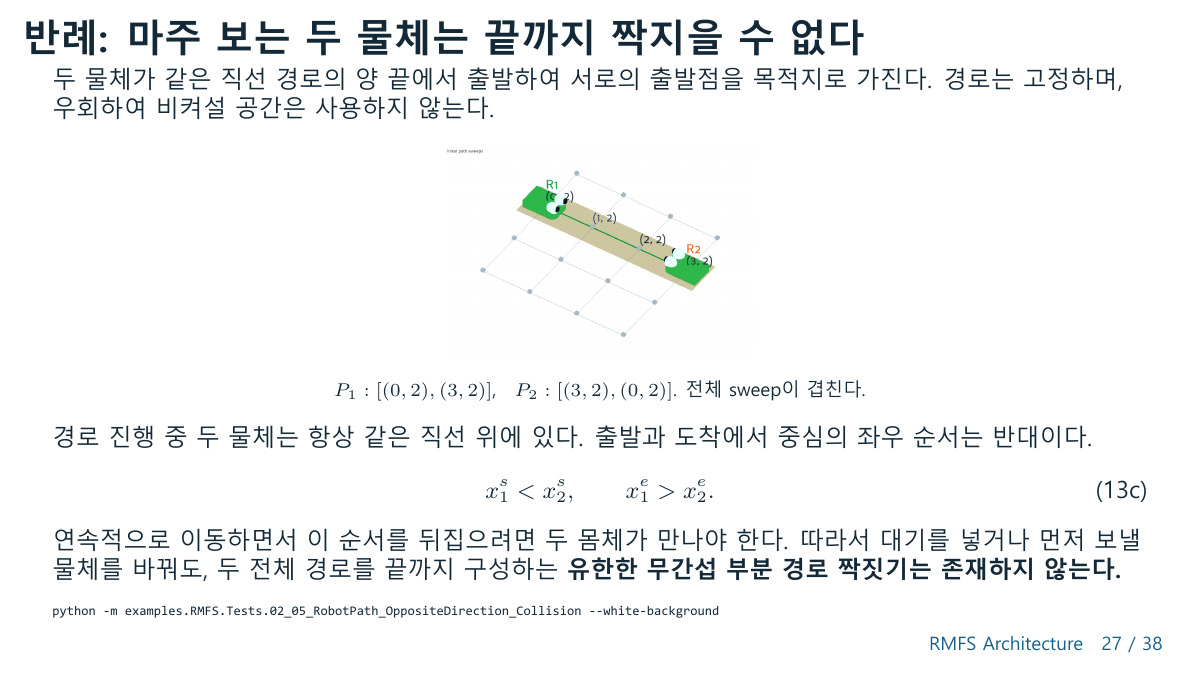 반례: 마주 보는 두 물체는 끝까지 짝지을 수 없다
두 물체가 같은 직선 경로의 양 끝에서 출발하여 서로의 출발점을 목적지로 가진다. 경로는 고정하며,
우회하여 비켜설 공간은 사용하지 않는다.
Initial path sweeps
R1
(1, 2)
(2, 2)
R2
(3, 2)
P₁ : [(0, 2), (3, 2)], P₂ : [(3, 2), (0, 2)]. 전체 sweep이 겹친다.
경로 진행 중 두 물체는 항상 같은 직선 위에 있다. 출발과 도착에서 중심의 좌우 순서는 반대이다.
x₁ˢ < x₂ˢ, x₁ᵉ > x₂ᵉ. (13c)
연속적으로 이동하면서 이 순서를 뒤집으려면 두 몸체가 만나야 한다. 따라서 대기를 넣거나 먼저 보낼
물체를 바꿔도, 두 전체 경로를 끝까지 구성하는 유한한 무간섭 부분 경로 짝짓기는 존재하지 않는다.
python -m examples.RMFS.Tests.02_05_RobotPath_OppositeDirection_Collision --white-background
RMFS Architecture 27 / 38